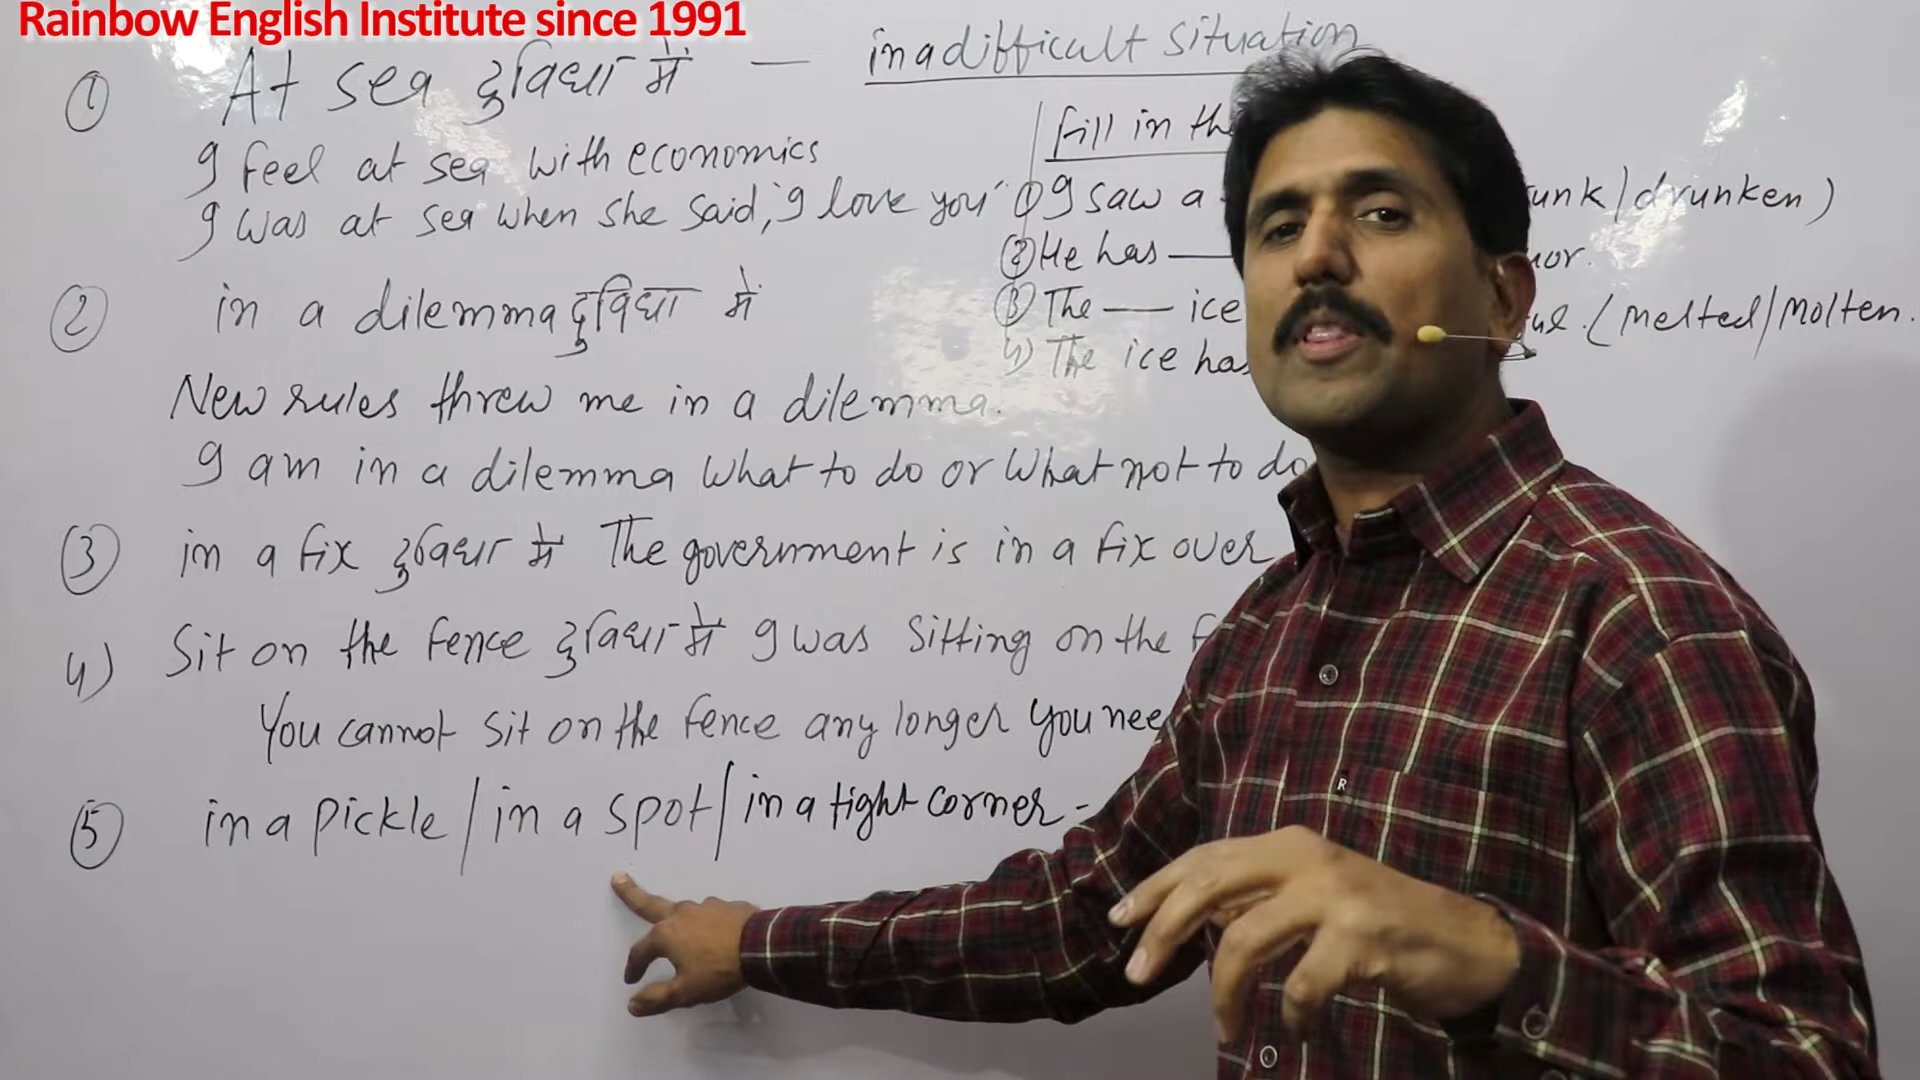 Rainbow English Institute since 1991
① At sea दुविधा में — in a difficult situation
I feel at sea with economics
I was at sea when she said, 'I love you'
② in a dilemma दुविधा में
New rules threw me in a dilemma.
I am in a dilemma what to do or what not to do
③ in a fix दुविधा में The government is in a fix over
4) Sit on the fence दुविधा में I was sitting on the
You cannot sit on the fence any longer you
⑤ in a pickle / in a spot / in a tight corner -
fill in
① I saw a / drunken )
② He has ——
③ The —— ice . ( melted / molten .
4) The ice has
R